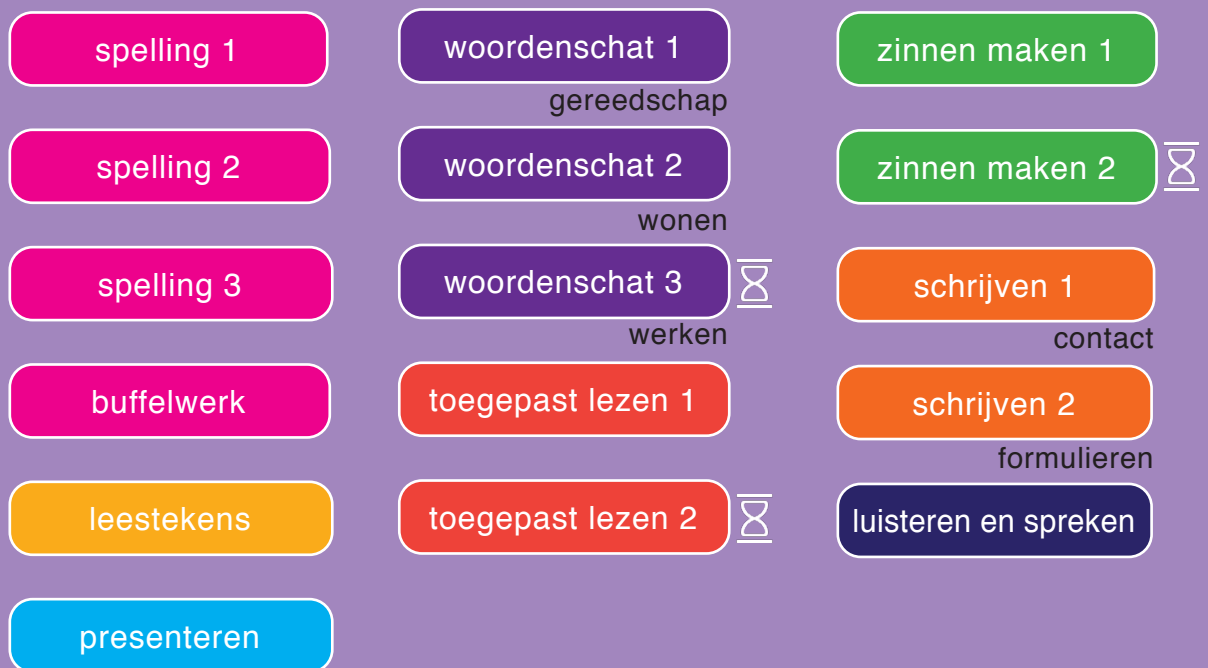 spelling 1
spelling 2
spelling 3
buffelwerk
leestekens
presenteren
woordenschat 1
gereedschap
woordenschat 2
wonen
woordenschat 3
werken
toegepast lezen 1
toegepast lezen 2
zinnen maken 1
zinnen maken 2
schrijven 1
contact
schrijven 2
formulieren
luisteren en spreken